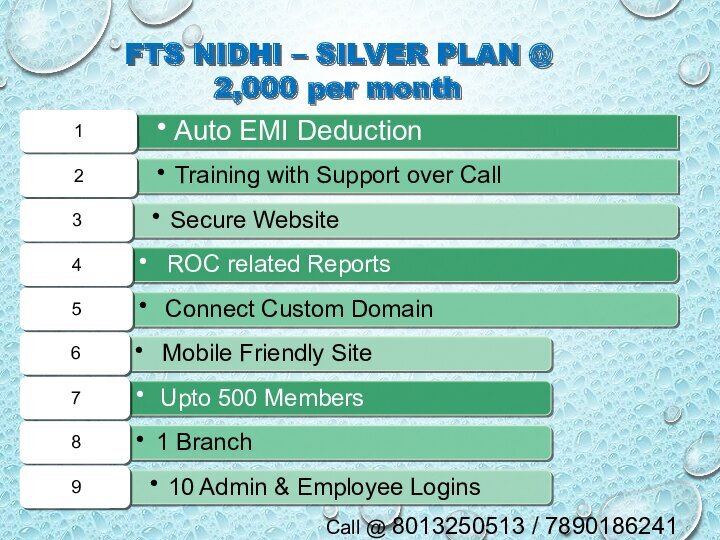 FTS NIDHI – SILVER PLAN @
2,000 per month
1 • Auto EMI Deduction
2 • Training with Support over Call
3 • Secure Website
4 • ROC related Reports
5 • Connect Custom Domain
6 • Mobile Friendly Site
7 • Upto 500 Members
8 • 1 Branch
9 • 10 Admin & Employee Logins
Call @ 8013250513 / 7890186241